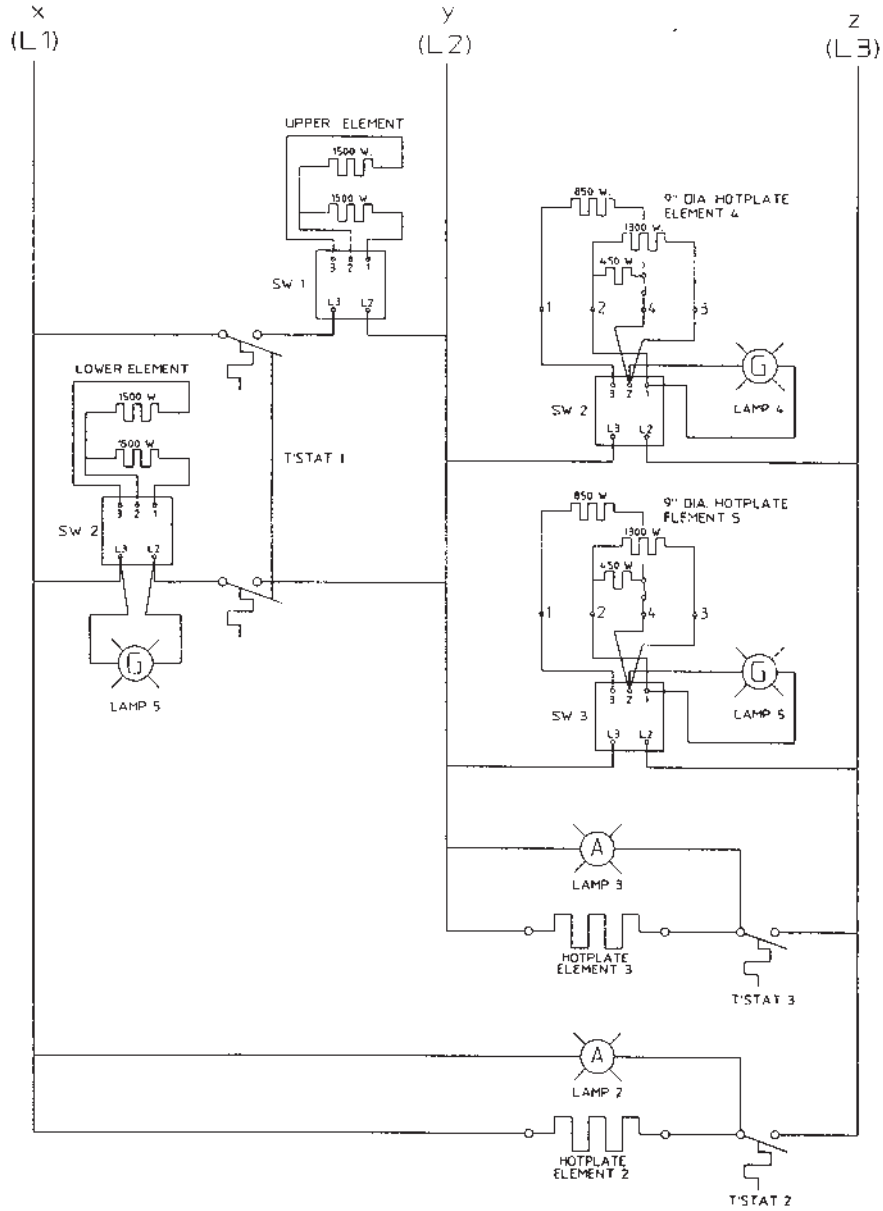 x
y
z
(L1)
(L2)
(L3)
UPPER ELEMENT
1500 W.
1500 W
3 2 1
SW 1
L3 L2
LOWER ELEMENT
1500 W
1500 W
3 2 1
SW 2
L3 L2
G
LAMP 5
T'STAT 1
850 W.
9" DIA. HOTPLATE
ELEMENT 4
1300 W.
450 W
1 2 4 3
3 2 1
SW 2
L3 L2
G
LAMP 4
850 W
9" DIA. HOTPLATE
ELEMENT 5
1300 W
450 W
1 2 4 3
3 2 1
SW 3
L3 L2
G
LAMP 5
A
LAMP 3
HOTPLATE
ELEMENT 3
T'STAT 3
A
LAMP 2
HOTPLATE
ELEMENT 2
T'STAT 2